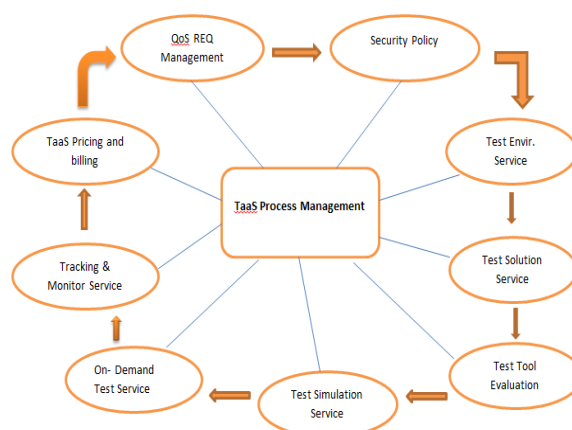 QoS REQ
Management
Security Policy
Test Envir.
Service
Test Solution
Service
Test Tool
Evaluation
Test Simulation
Service
On- Demand
Test Service
Tracking &
Monitor Service
TaaS Pricing and
billing
TaaS Process Management